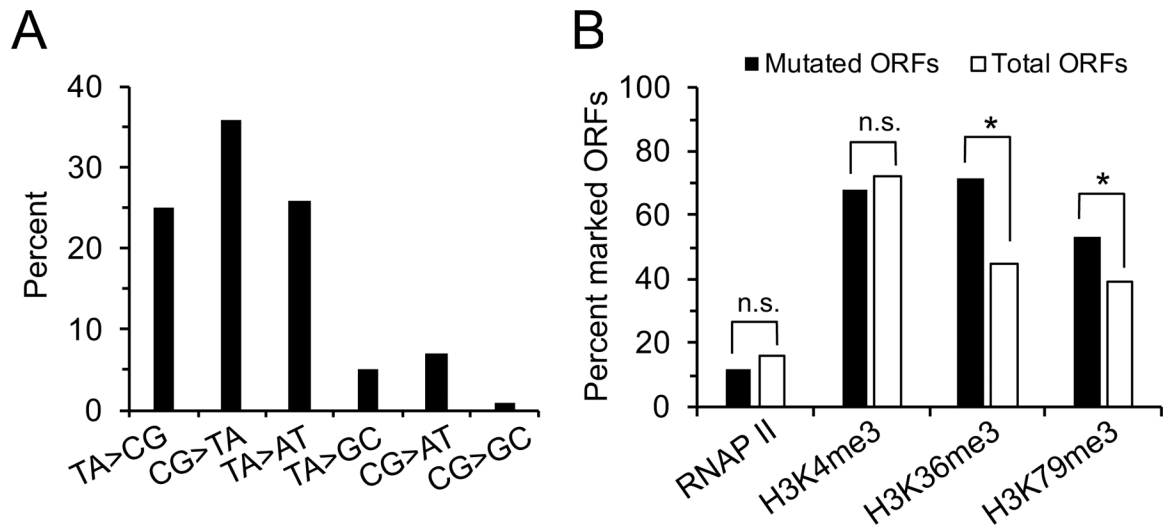 A
Percent
40
30
20
10
0
TA>CG
CG>TA
TA>AT
TA>GC
CG>AT
CG>GC
B
Mutated ORFs
Total ORFs
Percent marked ORFs
100
80
60
40
20
0
n.s.
n.s.
*
*
RNAP II
H3K4me3
H3K36me3
H3K79me3